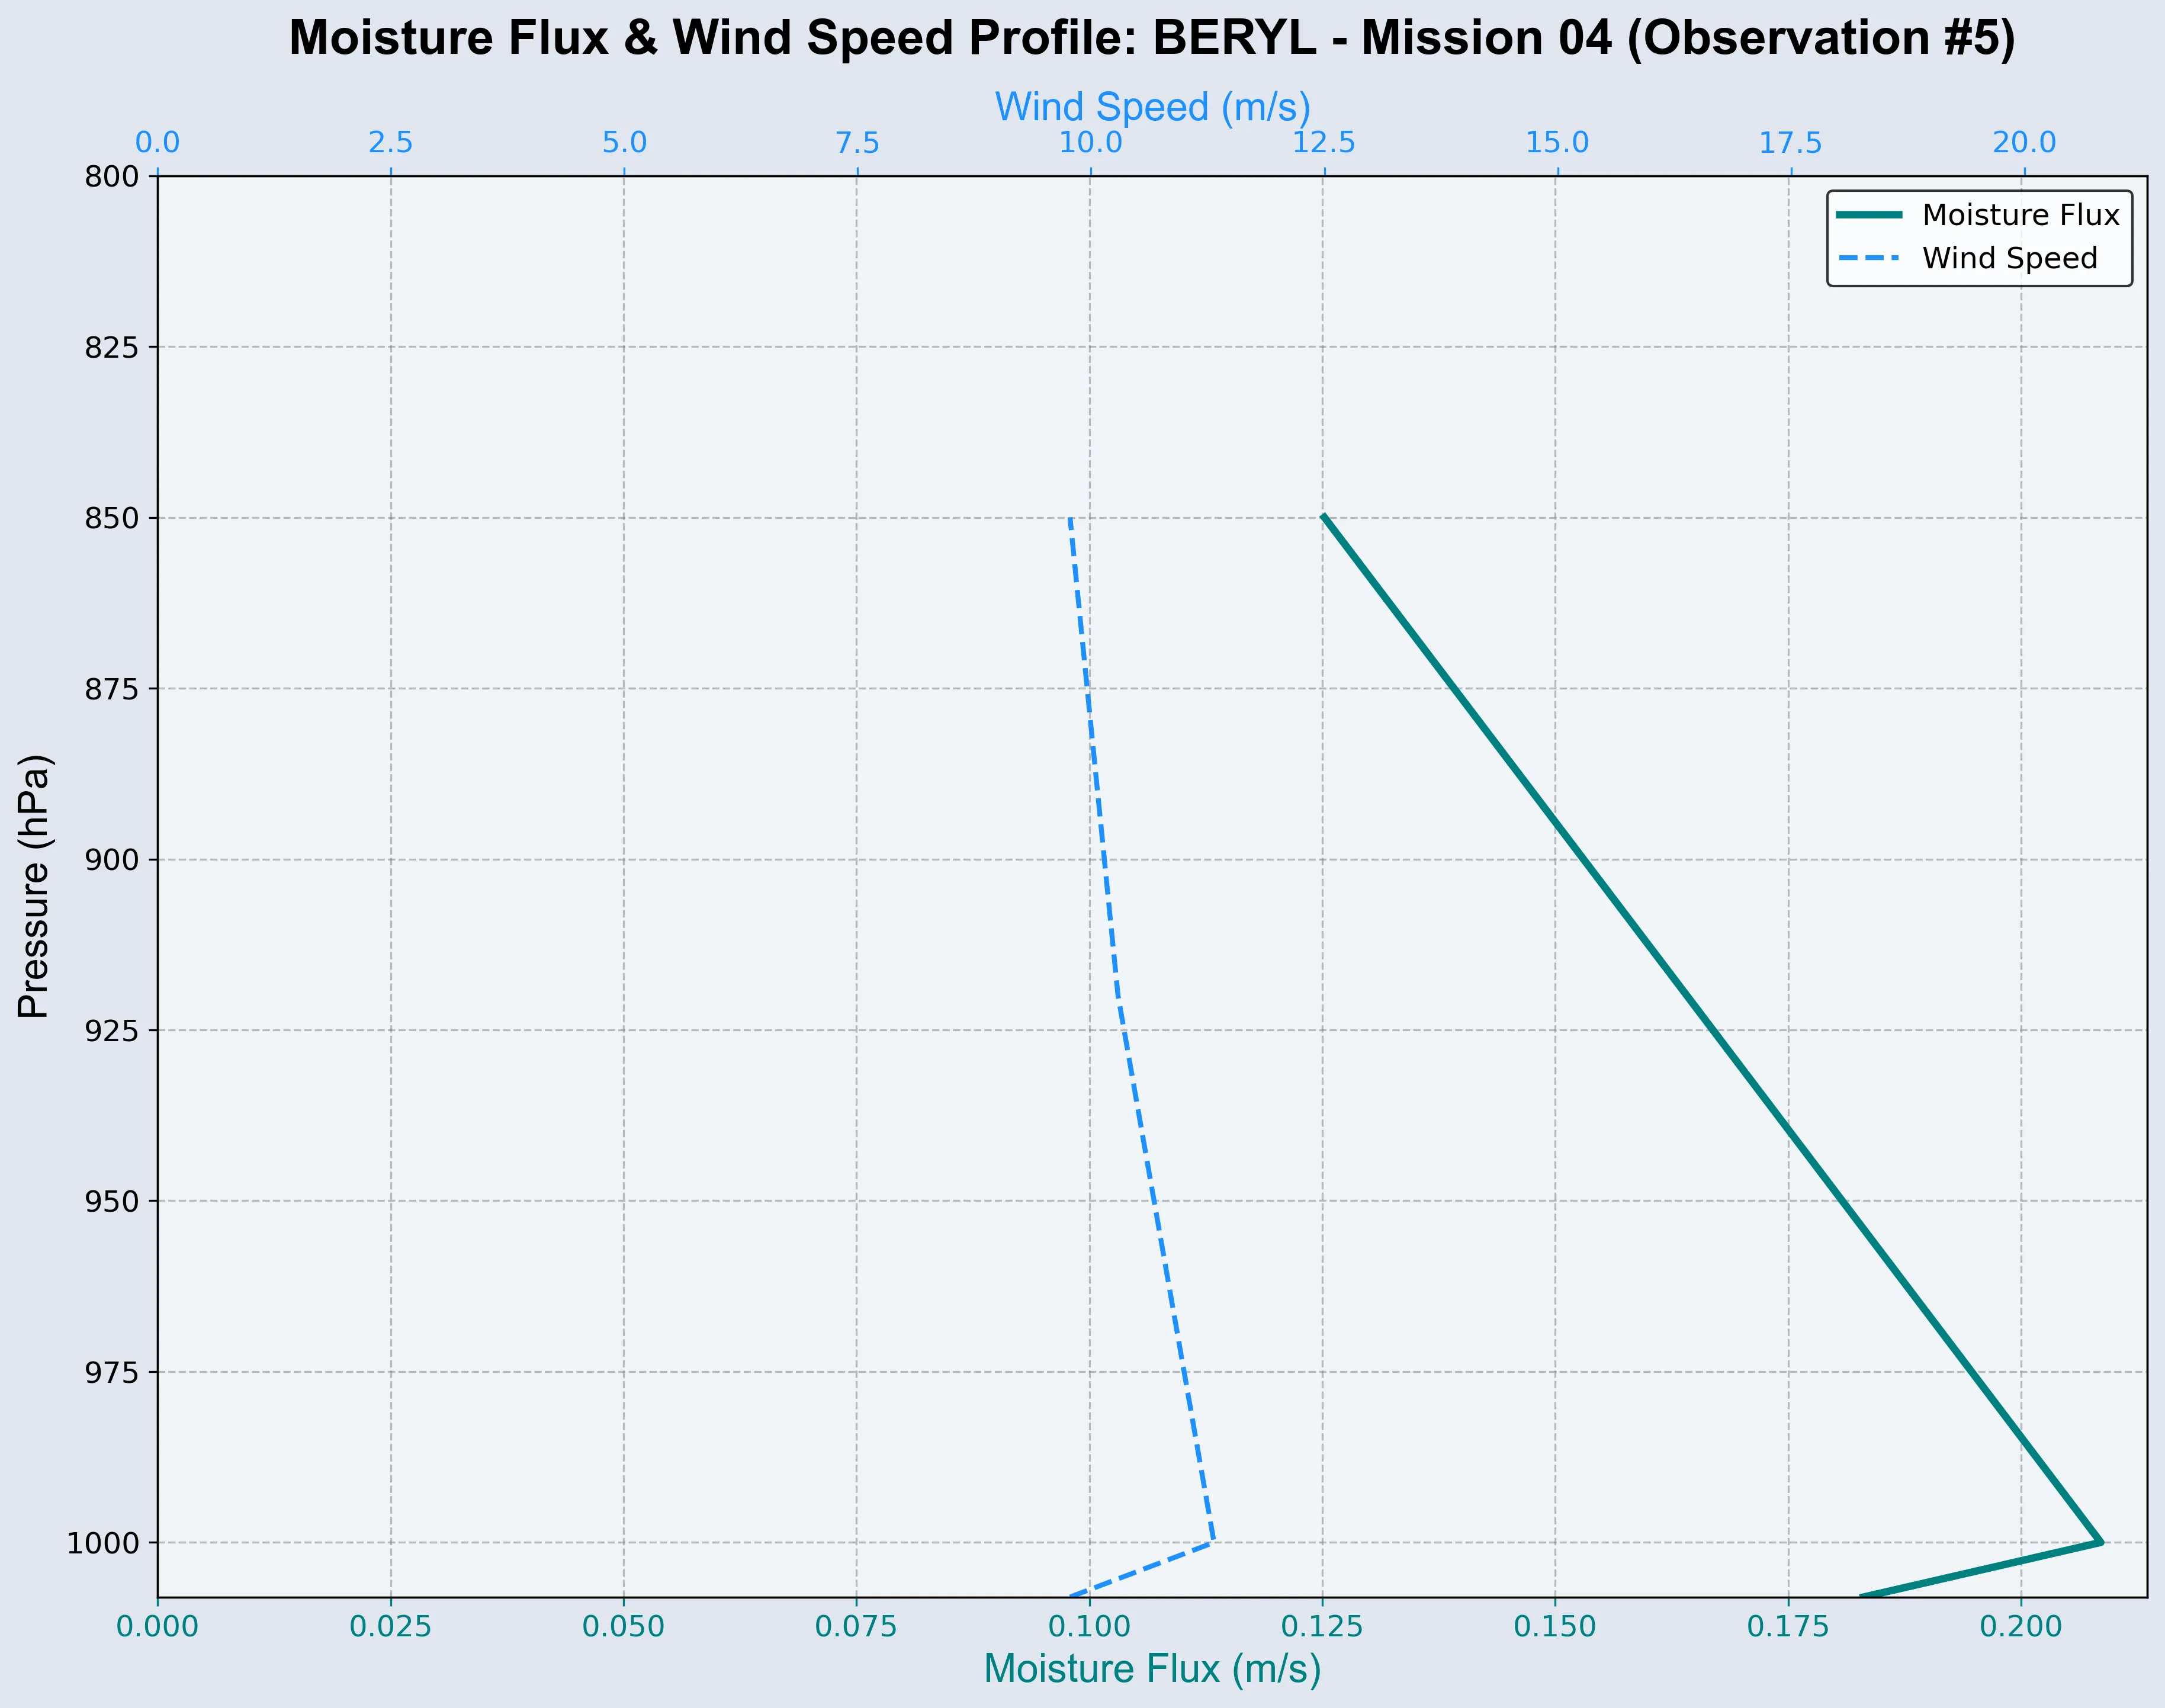 Moisture Flux & Wind Speed Profile: BERYL - Mission 04 (Observation #5)
Wind Speed (m/s)
0.0 2.5 5.0 7.5 10.0 12.5 15.0 17.5 20.0
Moisture Flux
Wind Speed
800
825
850
875
900
925
950
975
1000
Pressure (hPa)
0.000 0.025 0.050 0.075 0.100 0.125 0.150 0.175 0.200
Moisture Flux (m/s)